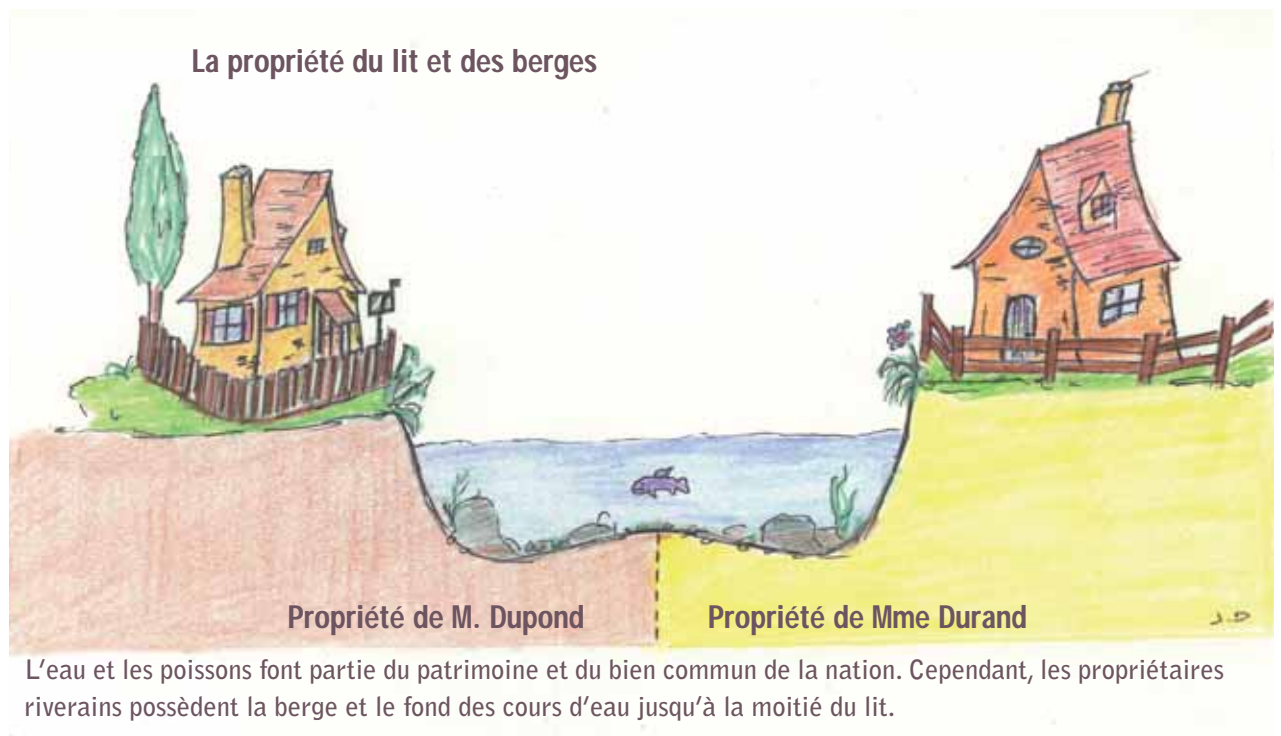 La propriété du lit et des berges
Propriété de M. Dupond
Propriété de Mme Durand
J.D
L'eau et les poissons font partie du patrimoine et du bien commun de la nation. Cependant, les propriétaires
riverains possèdent la berge et le fond des cours d'eau jusqu'à la moitié du lit.